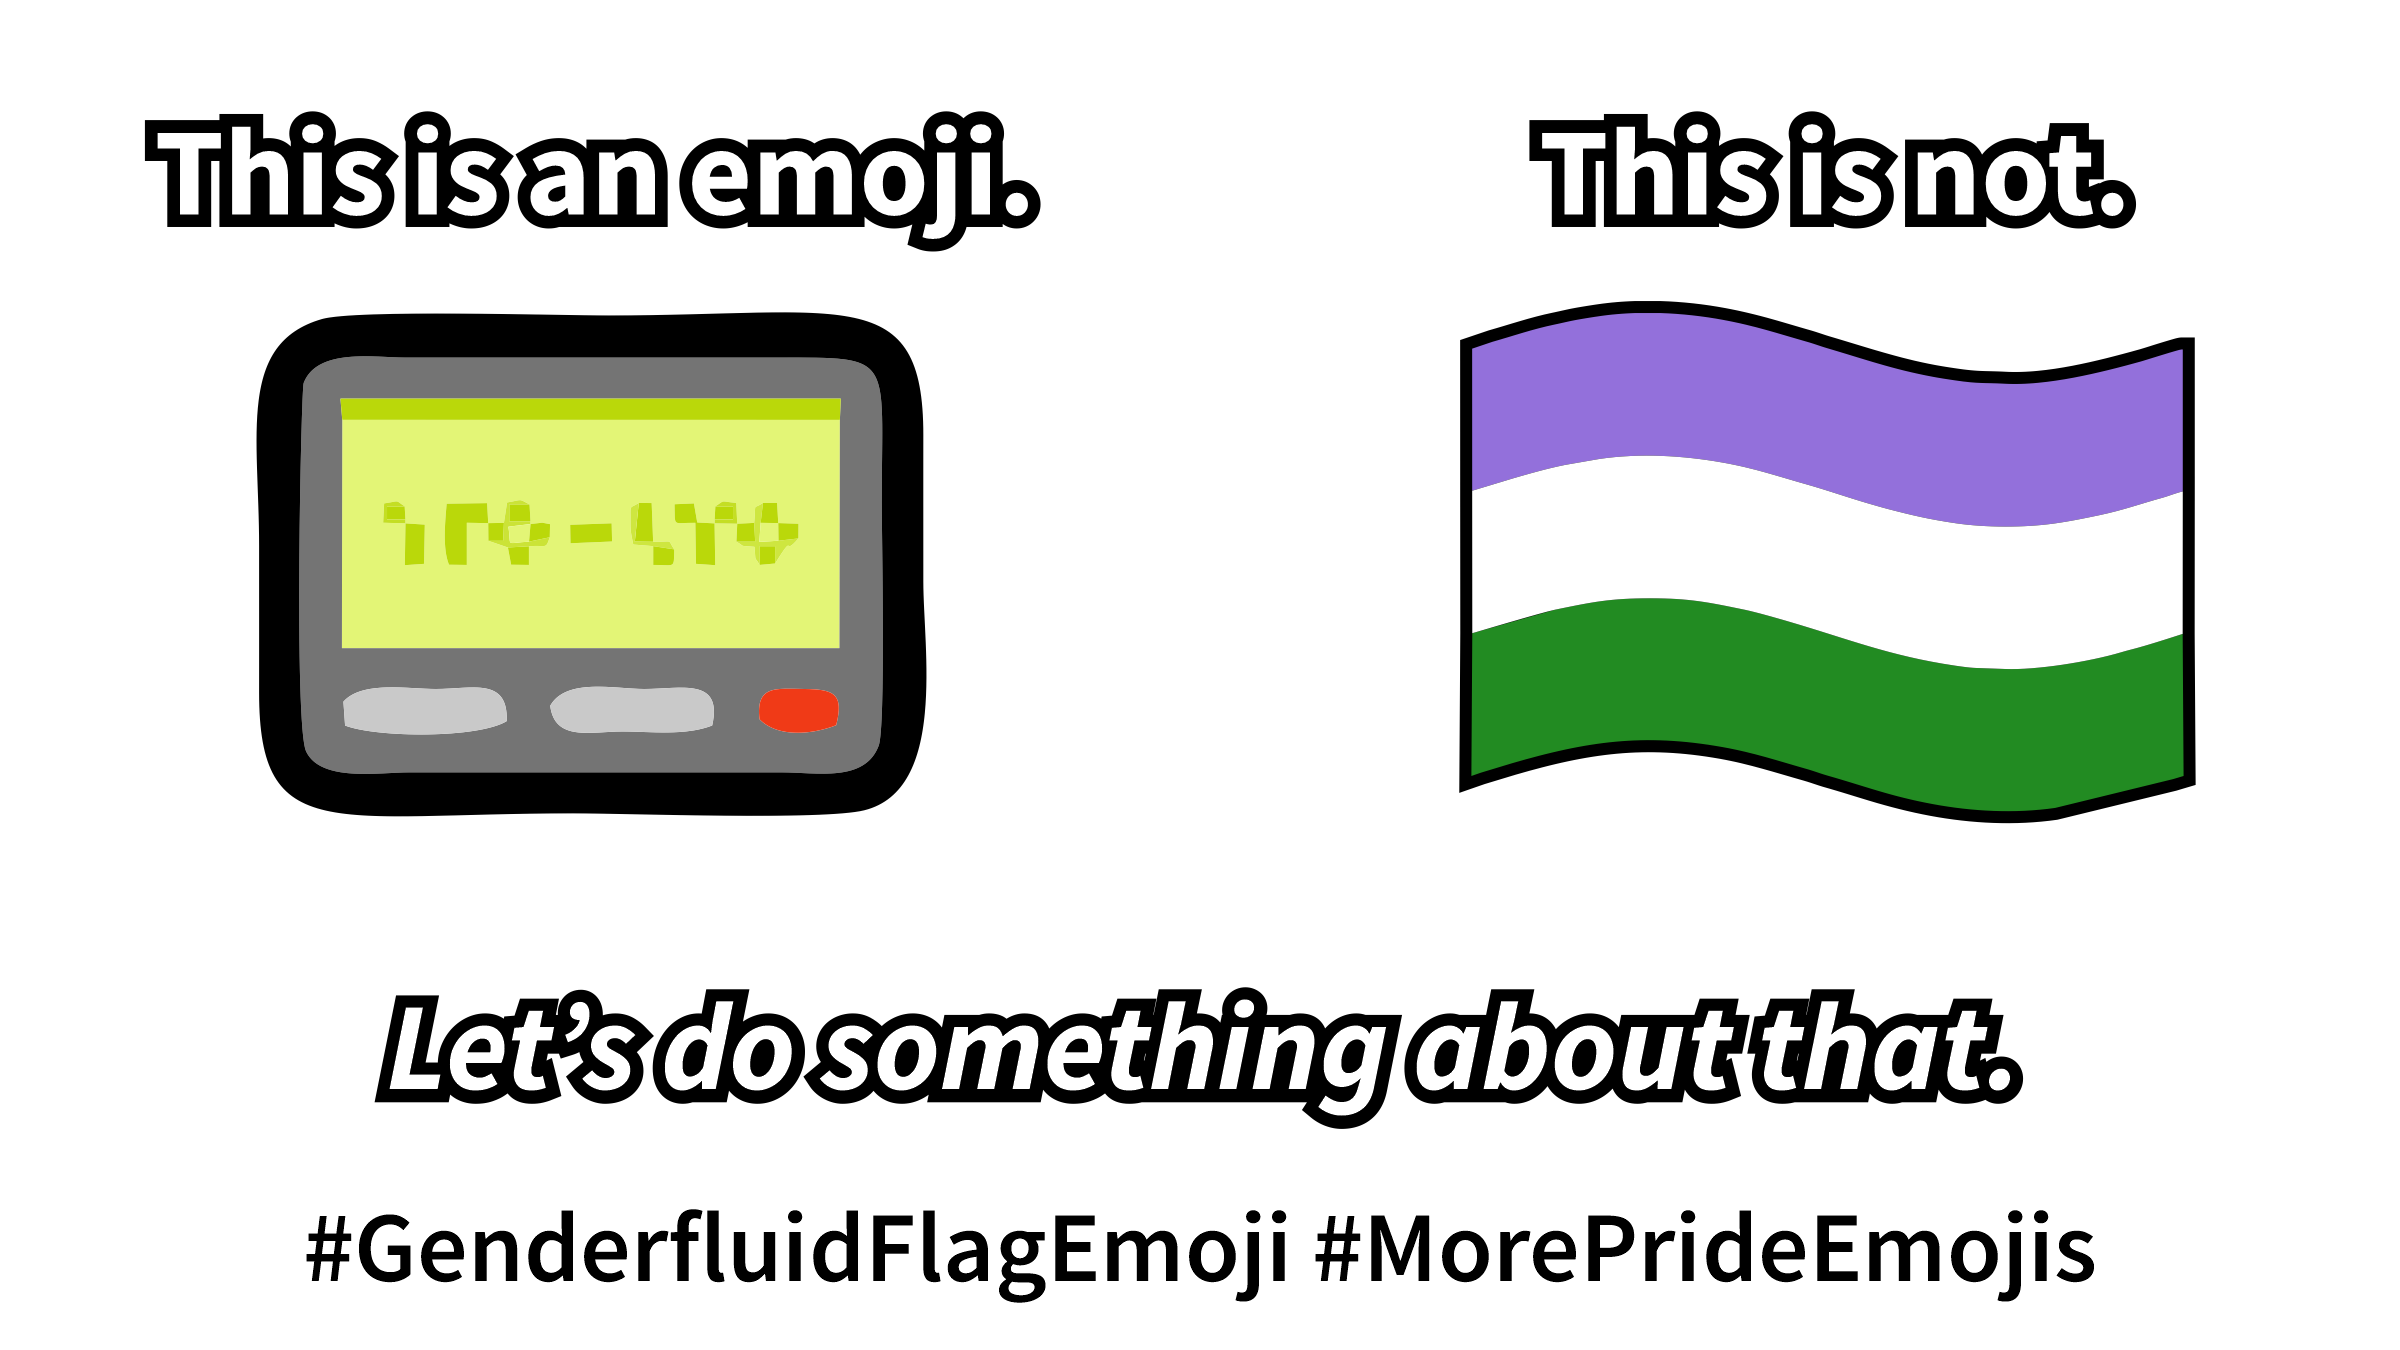 This is an emoji.
This is not.
Let's do something about that.
#GenderfluidFlagEmoji #MorePrideEmojis